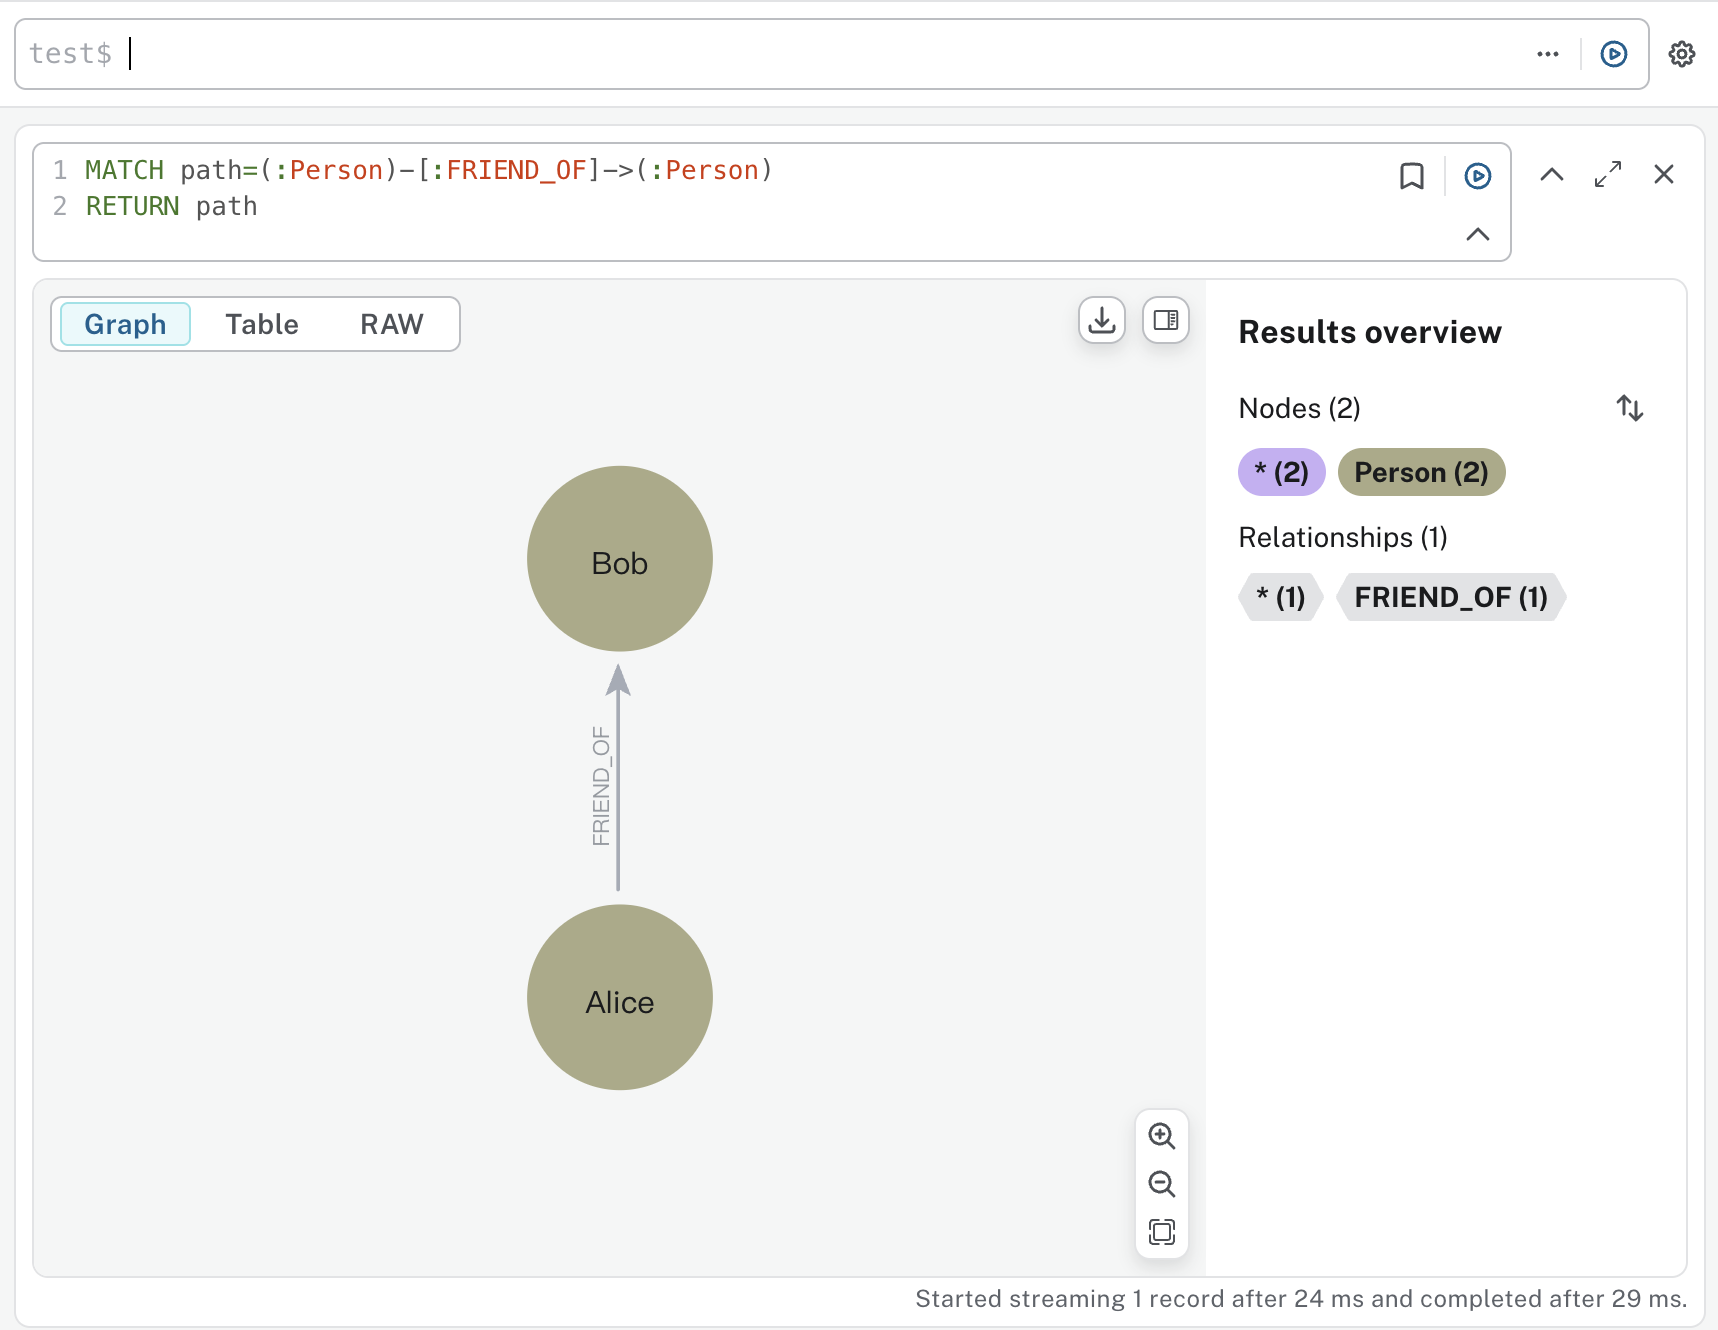 test$
1 MATCH path=(:Person)-[:FRIEND_OF]->(:Person)
2 RETURN path
Graph Table RAW
Results overview
Nodes (2)
* (2) Person (2)
Relationships (1)
* (1) FRIEND_OF (1)
Bob
FRIEND_OF
Alice
Started streaming 1 record after 24 ms and completed after 29 ms.